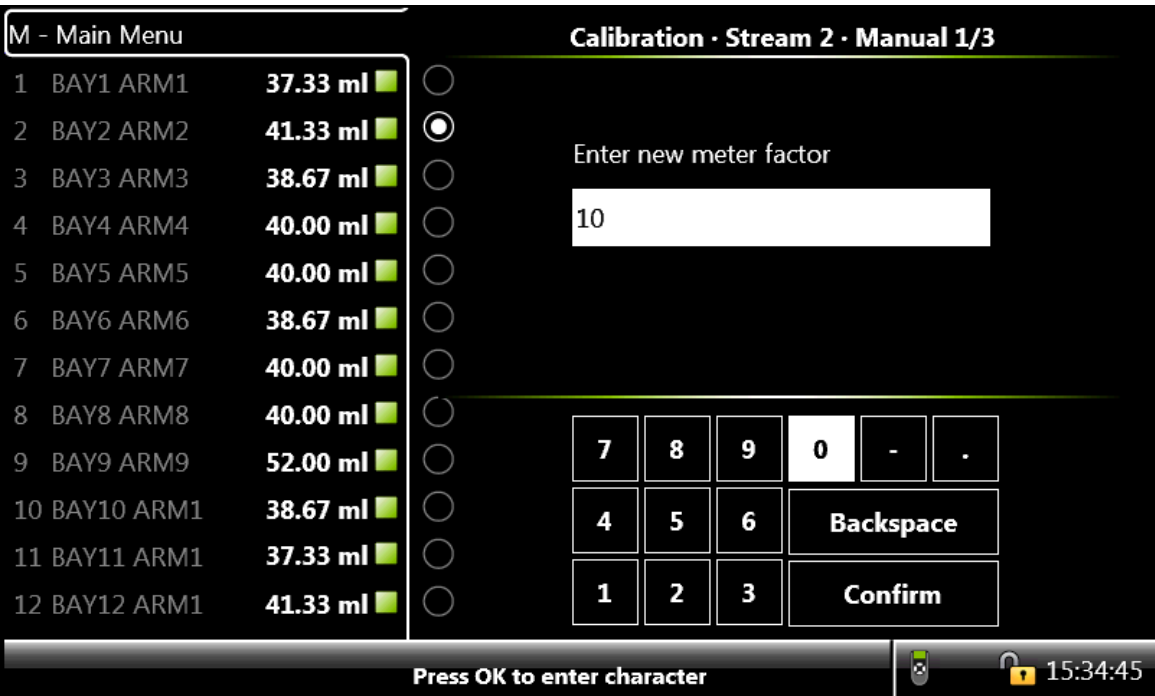 M - Main Menu
Calibration · Stream 2 · Manual 1/3
1 BAY1 ARM1 37.33 ml
2 BAY2 ARM2 41.33 ml
3 BAY3 ARM3 38.67 ml
4 BAY4 ARM4 40.00 ml
5 BAY5 ARM5 40.00 ml
6 BAY6 ARM6 38.67 ml
7 BAY7 ARM7 40.00 ml
8 BAY8 ARM8 40.00 ml
9 BAY9 ARM9 52.00 ml
10 BAY10 ARM1 38.67 ml
11 BAY11 ARM1 37.33 ml
12 BAY12 ARM1 41.33 ml
Enter new meter factor
10
7 8 9 0 - .
4 5 6 Backspace
1 2 3 Confirm
Press OK to enter character
15:34:45